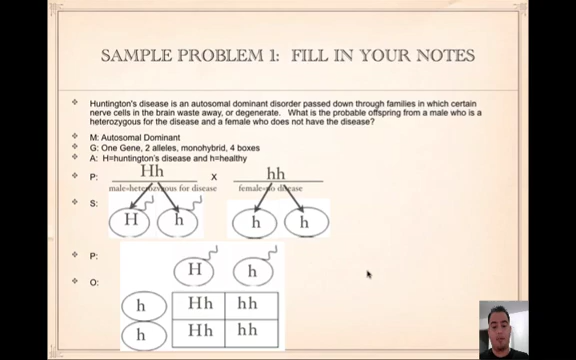 SAMPLE PROBLEM 1: FILL IN YOUR NOTES
Huntington's disease is an autosomal dominant disorder passed down through families in which certain
nerve cells in the brain waste away, or degenerate. What is the probable offspring from a male who is a
heterozygous for the disease and a female who does not have the disease?
M: Autosomal Dominant
G: One Gene, 2 alleles, monohybrid, 4 boxes
A: H=huntington's disease and h=healthy
P: Hh x hh
male=heterozygous for disease female=no disease
S: H h h h
P: H h
O: h Hh hh
h Hh hh